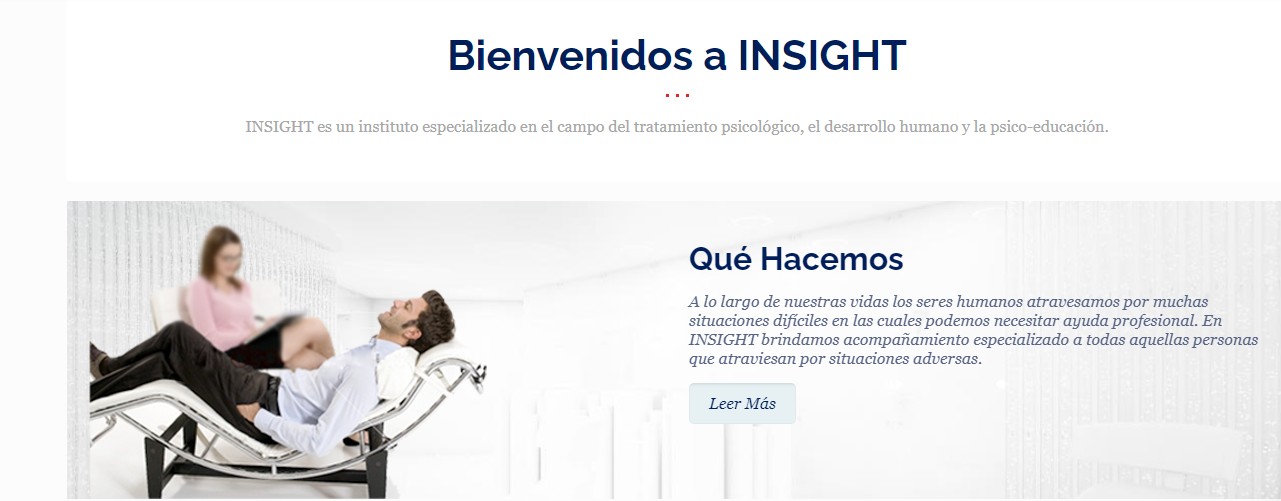 Bienvenidos a INSIGHT
INSIGHT es un instituto especializado en el campo del tratamiento psicológico, el desarrollo humano y la psico-educación.
Qué Hacemos
A lo largo de nuestras vidas los seres humanos atravesamos por muchas
situaciones difíciles en las cuales podemos necesitar ayuda profesional. En
INSIGHT brindamos acompañamiento especializado a todas aquellas personas
que atraviesan por situaciones adversas.
Leer Más